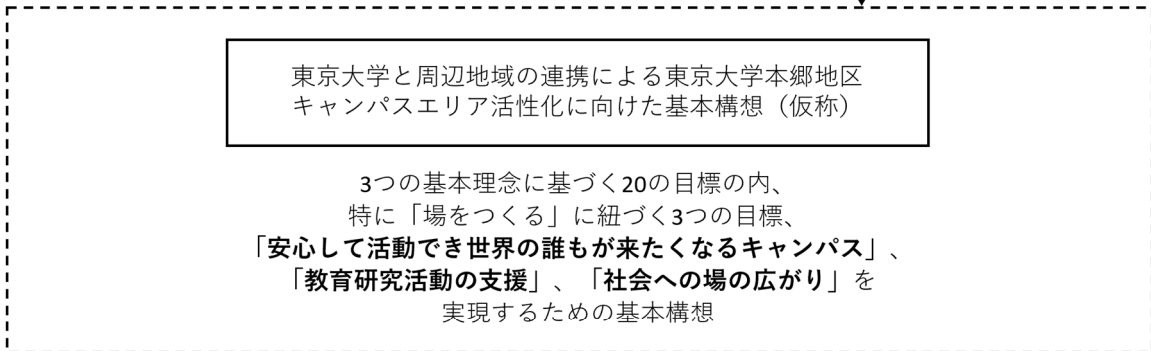 東京大学と周辺地域の連携による東京大学本郷地区
キャンパスエリア活性化に向けた基本構想（仮称）
3つの基本理念に基づく20の目標の内、
特に「場をつくる」に紐づく3つの目標、
「安心して活動でき世界の誰もが来たくなるキャンパス」、
「教育研究活動の支援」、「社会への場の広がり」を
実現するための基本構想